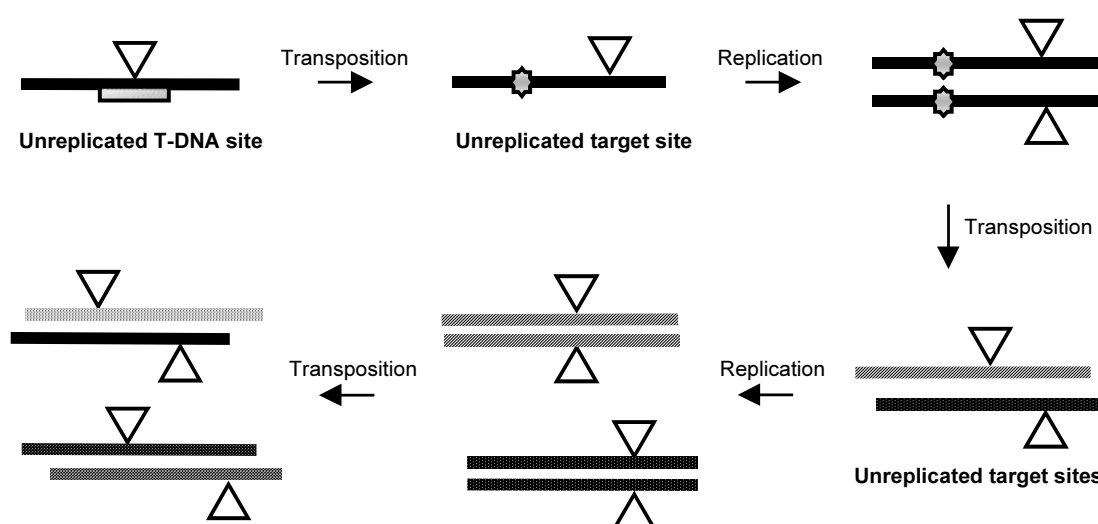 Transposition
Replication
Unreplicated T-DNA site
Unreplicated target site
Transposition
Transposition
Replication
Unreplicated target sites